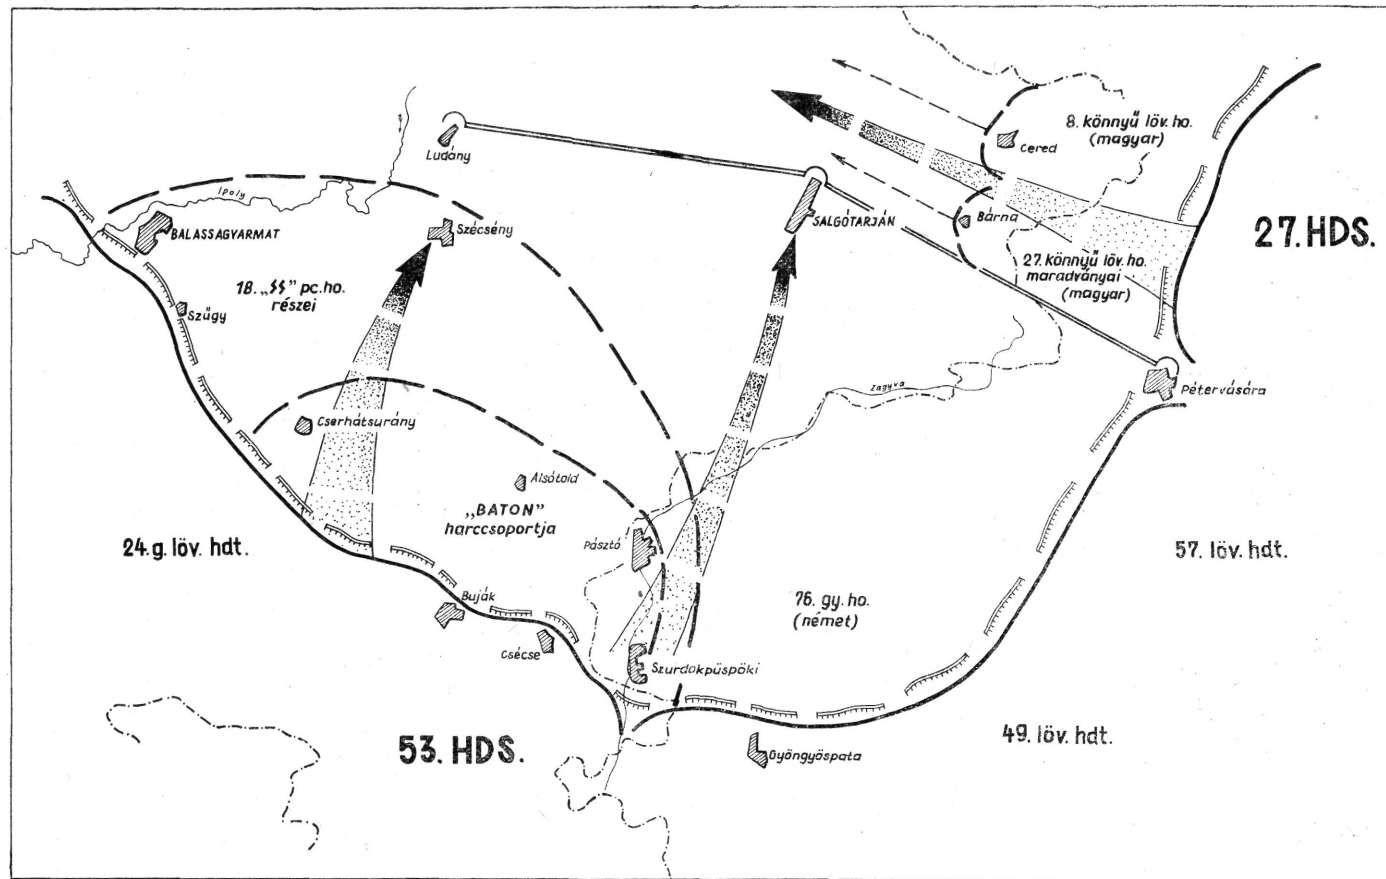 8. könnyű löv. ho.
(magyar)
Cered
Ludány
Ipoly
BALASSAGYARMAT
Szécsény
SALGÓTARJÁN
Bárna
27. HDS.
27. könnyű löv. ho.
maradványai
(magyar)
18. „SS” pc. ho.
részei
Szűgy
Zagyva
Pétervására
Cserhátsurány
Alsótold
„BATON”
harccsoportja
24. g. löv. hdt.
Pásztó
57. löv. hdt.
Buják
76. gy. ho.
(német)
Csécse
Szurdokpüspöki
53. HDS.
49. löv. hdt.
Gyöngyöspata